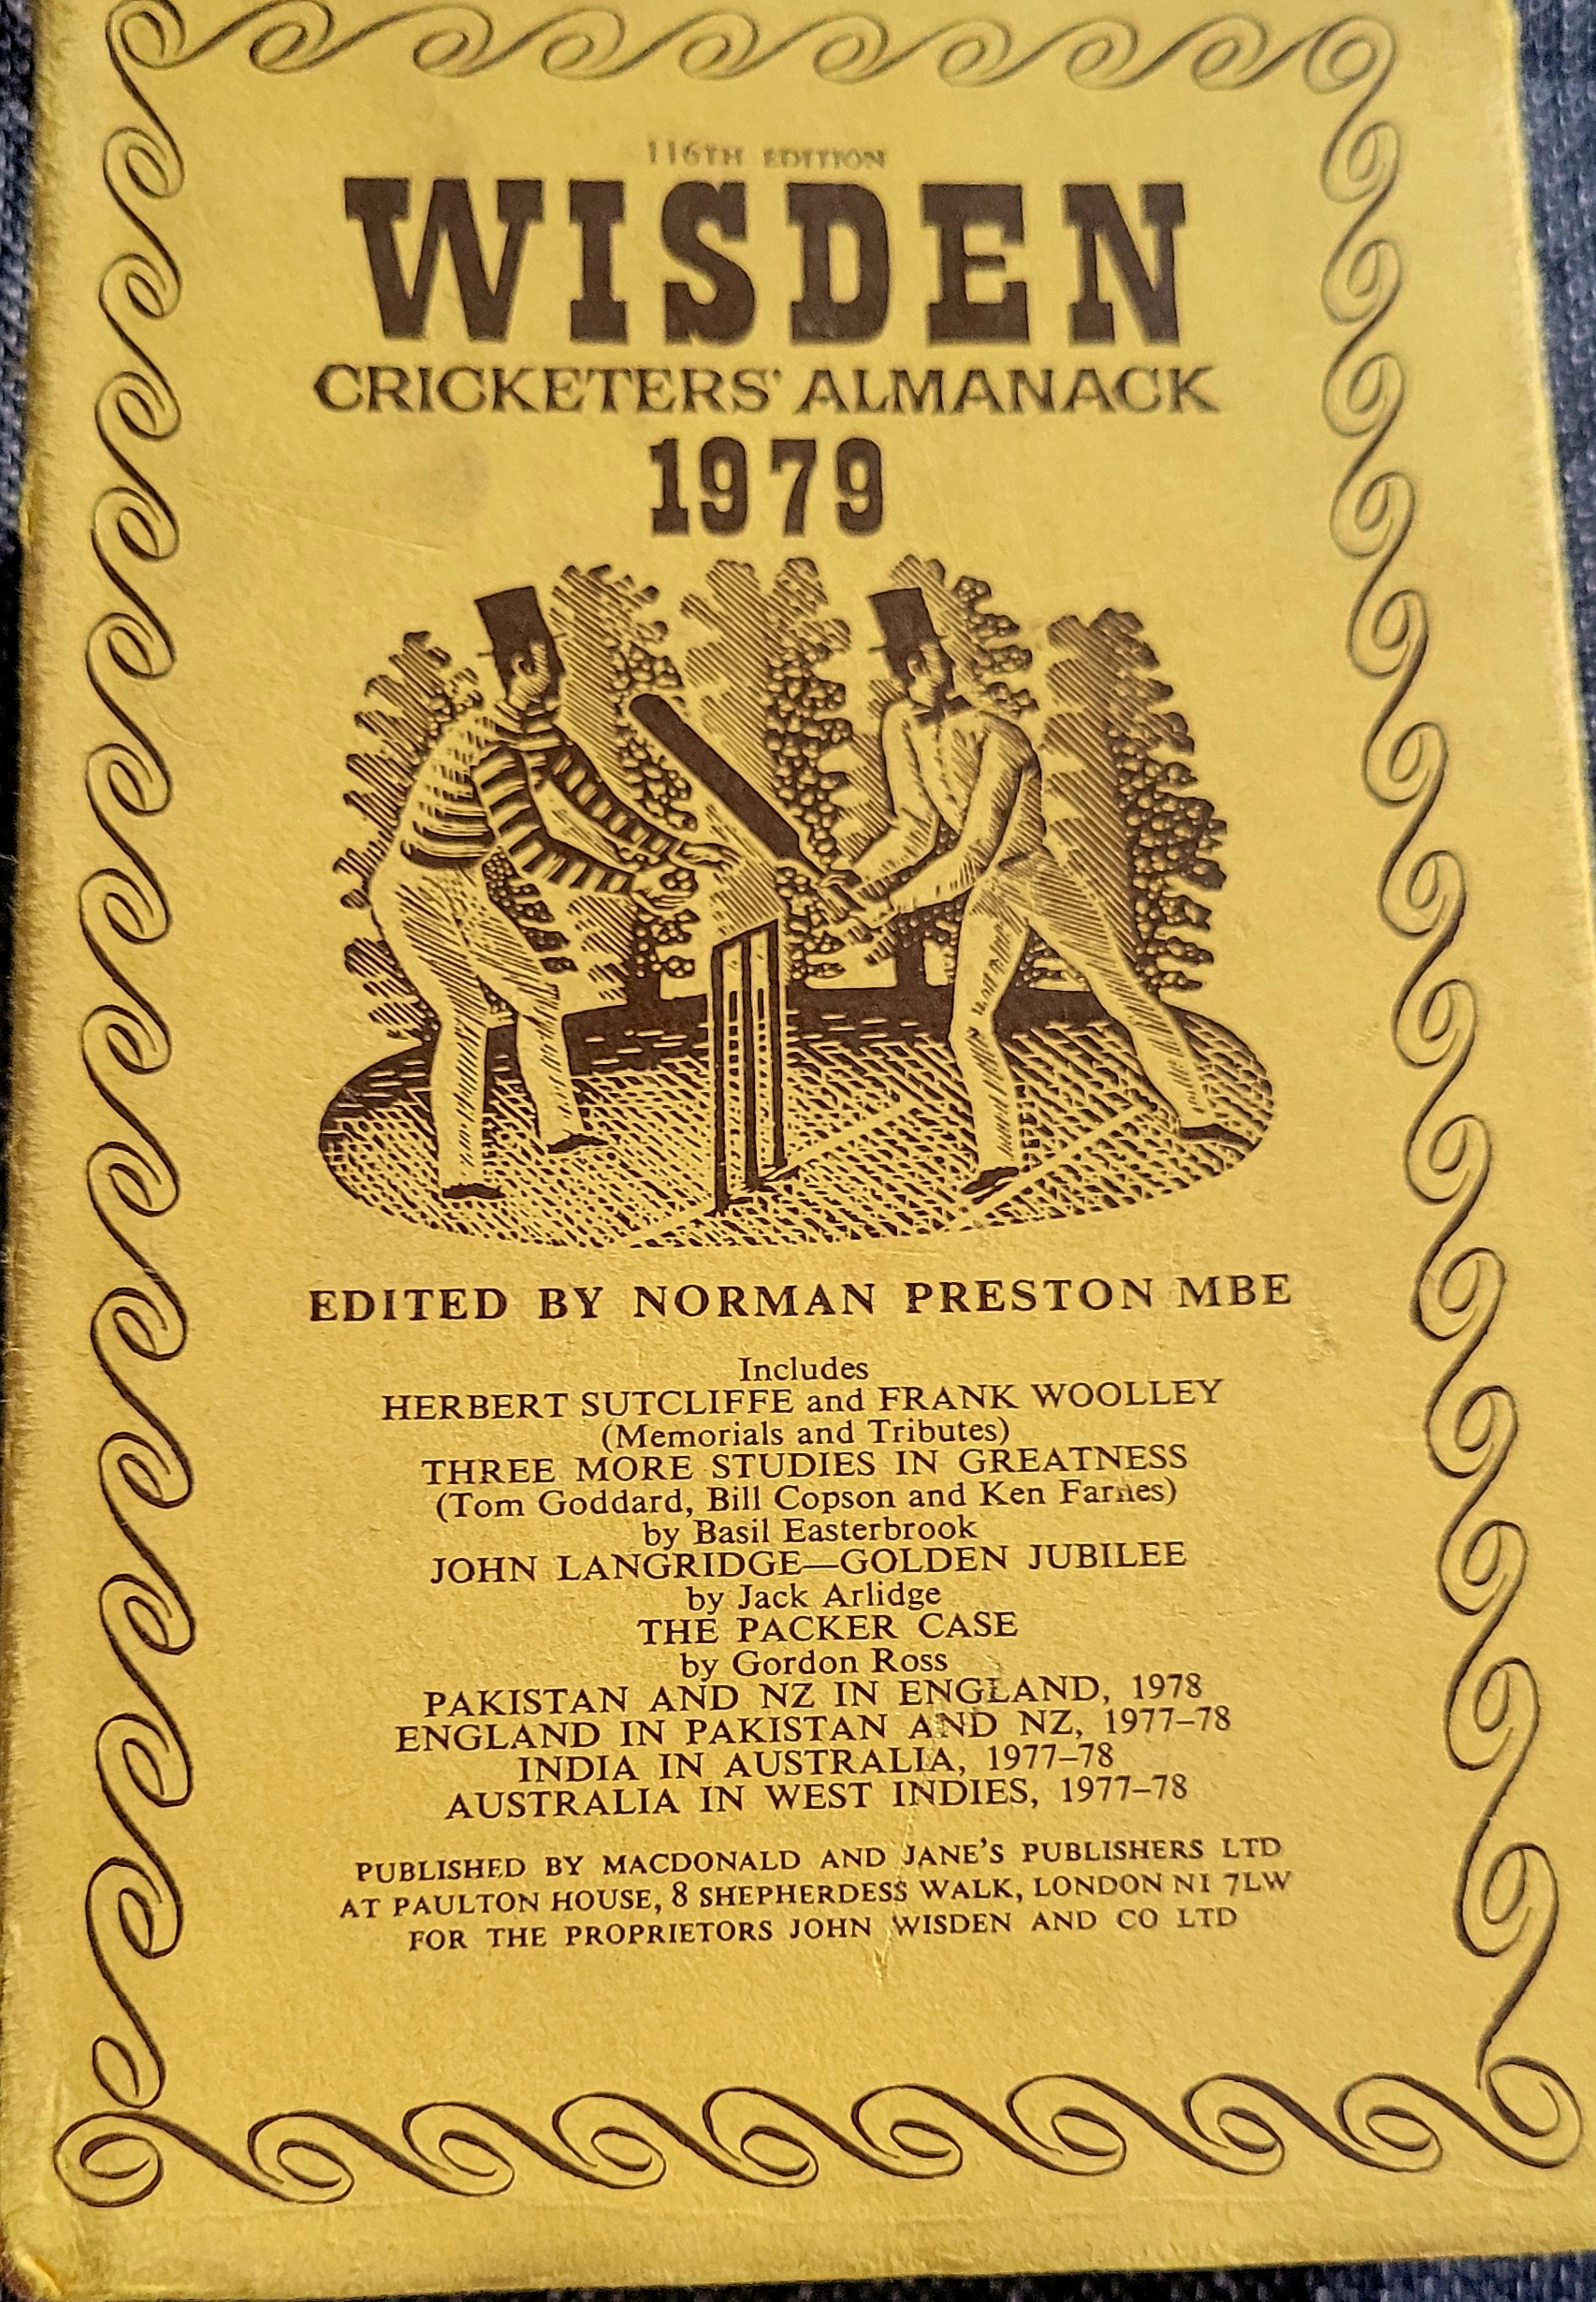 116TH EDITION
WISDEN
CRICKETERS' ALMANACK
1979
EDITED BY NORMAN PRESTON MBE
Includes
HERBERT SUTCLIFFE and FRANK WOOLLEY
(Memorials and Tributes)
THREE MORE STUDIES IN GREATNESS
(Tom Goddard, Bill Copson and Ken Farnes)
by Basil Easterbrook
JOHN LANGRIDGE—GOLDEN JUBILEE
by Jack Arlidge
THE PACKER CASE
by Gordon Ross
PAKISTAN AND NZ IN ENGLAND, 1978
ENGLAND IN PAKISTAN AND NZ, 1977–78
INDIA IN AUSTRALIA, 1977–78
AUSTRALIA IN WEST INDIES, 1977–78
PUBLISHED BY MACDONALD AND JANE'S PUBLISHERS LTD
AT PAULTON HOUSE, 8 SHEPHERDESS WALK, LONDON N1 7LW
FOR THE PROPRIETORS JOHN WISDEN AND CO LTD